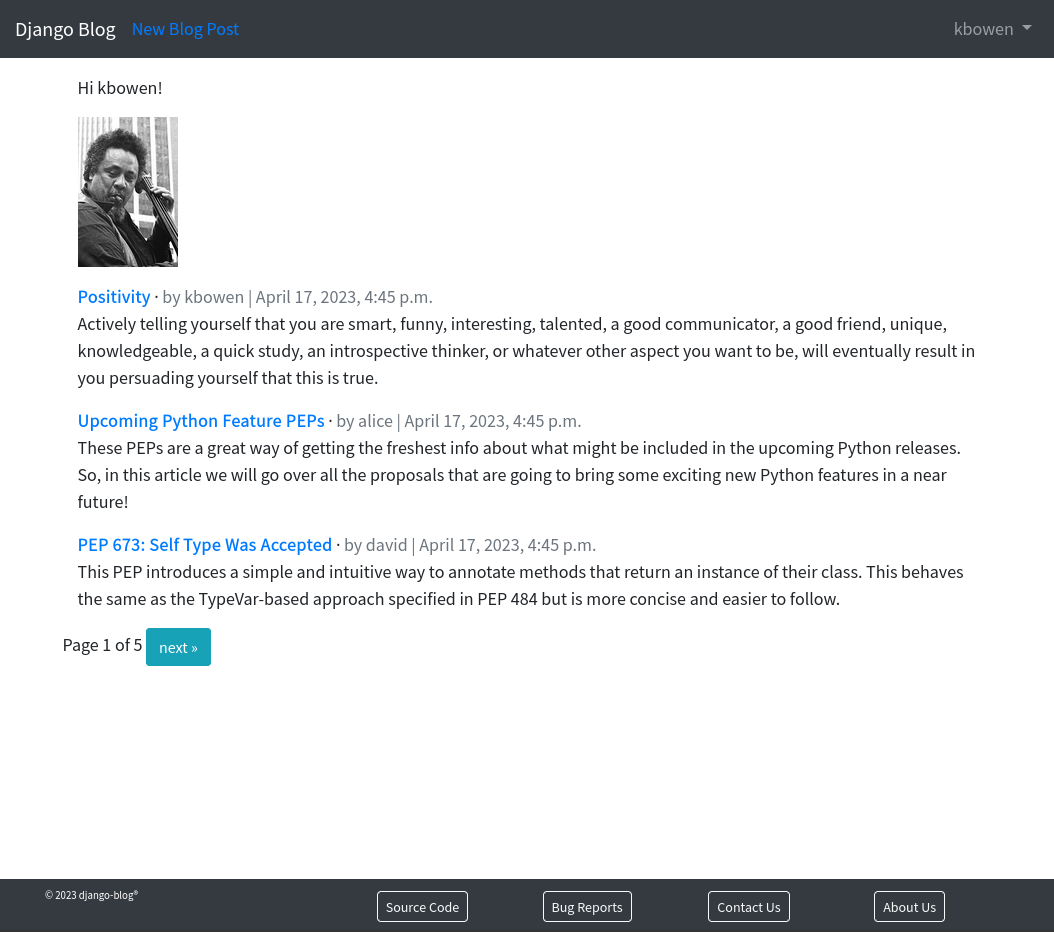 Django Blog New Blog Post kbowen
Hi kbowen!
Positivity · by kbowen | April 17, 2023, 4:45 p.m.
Actively telling yourself that you are smart, funny, interesting, talented, a good communicator, a good friend, unique,
knowledgeable, a quick study, an introspective thinker, or whatever other aspect you want to be, will eventually result in
you persuading yourself that this is true.
Upcoming Python Feature PEPs · by alice | April 17, 2023, 4:45 p.m.
These PEPs are a great way of getting the freshest info about what might be included in the upcoming Python releases.
So, in this article we will go over all the proposals that are going to bring some exciting new Python features in a near
future!
PEP 673: Self Type Was Accepted · by david | April 17, 2023, 4:45 p.m.
This PEP introduces a simple and intuitive way to annotate methods that return an instance of their class. This behaves
the same as the TypeVar-based approach specified in PEP 484 but is more concise and easier to follow.
Page 1 of 5 next »
© 2023 django-blog® Source Code Bug Reports Contact Us About Us